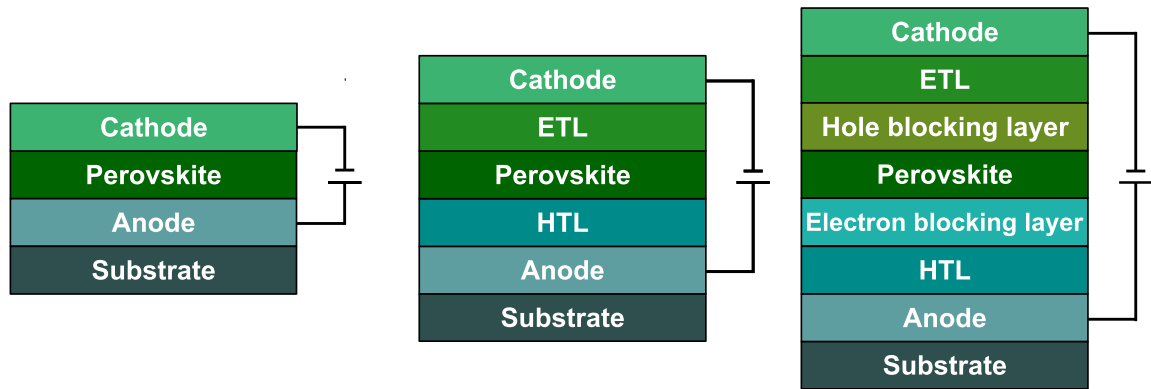 Cathode
Perovskite
Anode
Substrate
Cathode
ETL
Perovskite
HTL
Anode
Substrate
Cathode
ETL
Hole blocking layer
Perovskite
Electron blocking layer
HTL
Anode
Substrate